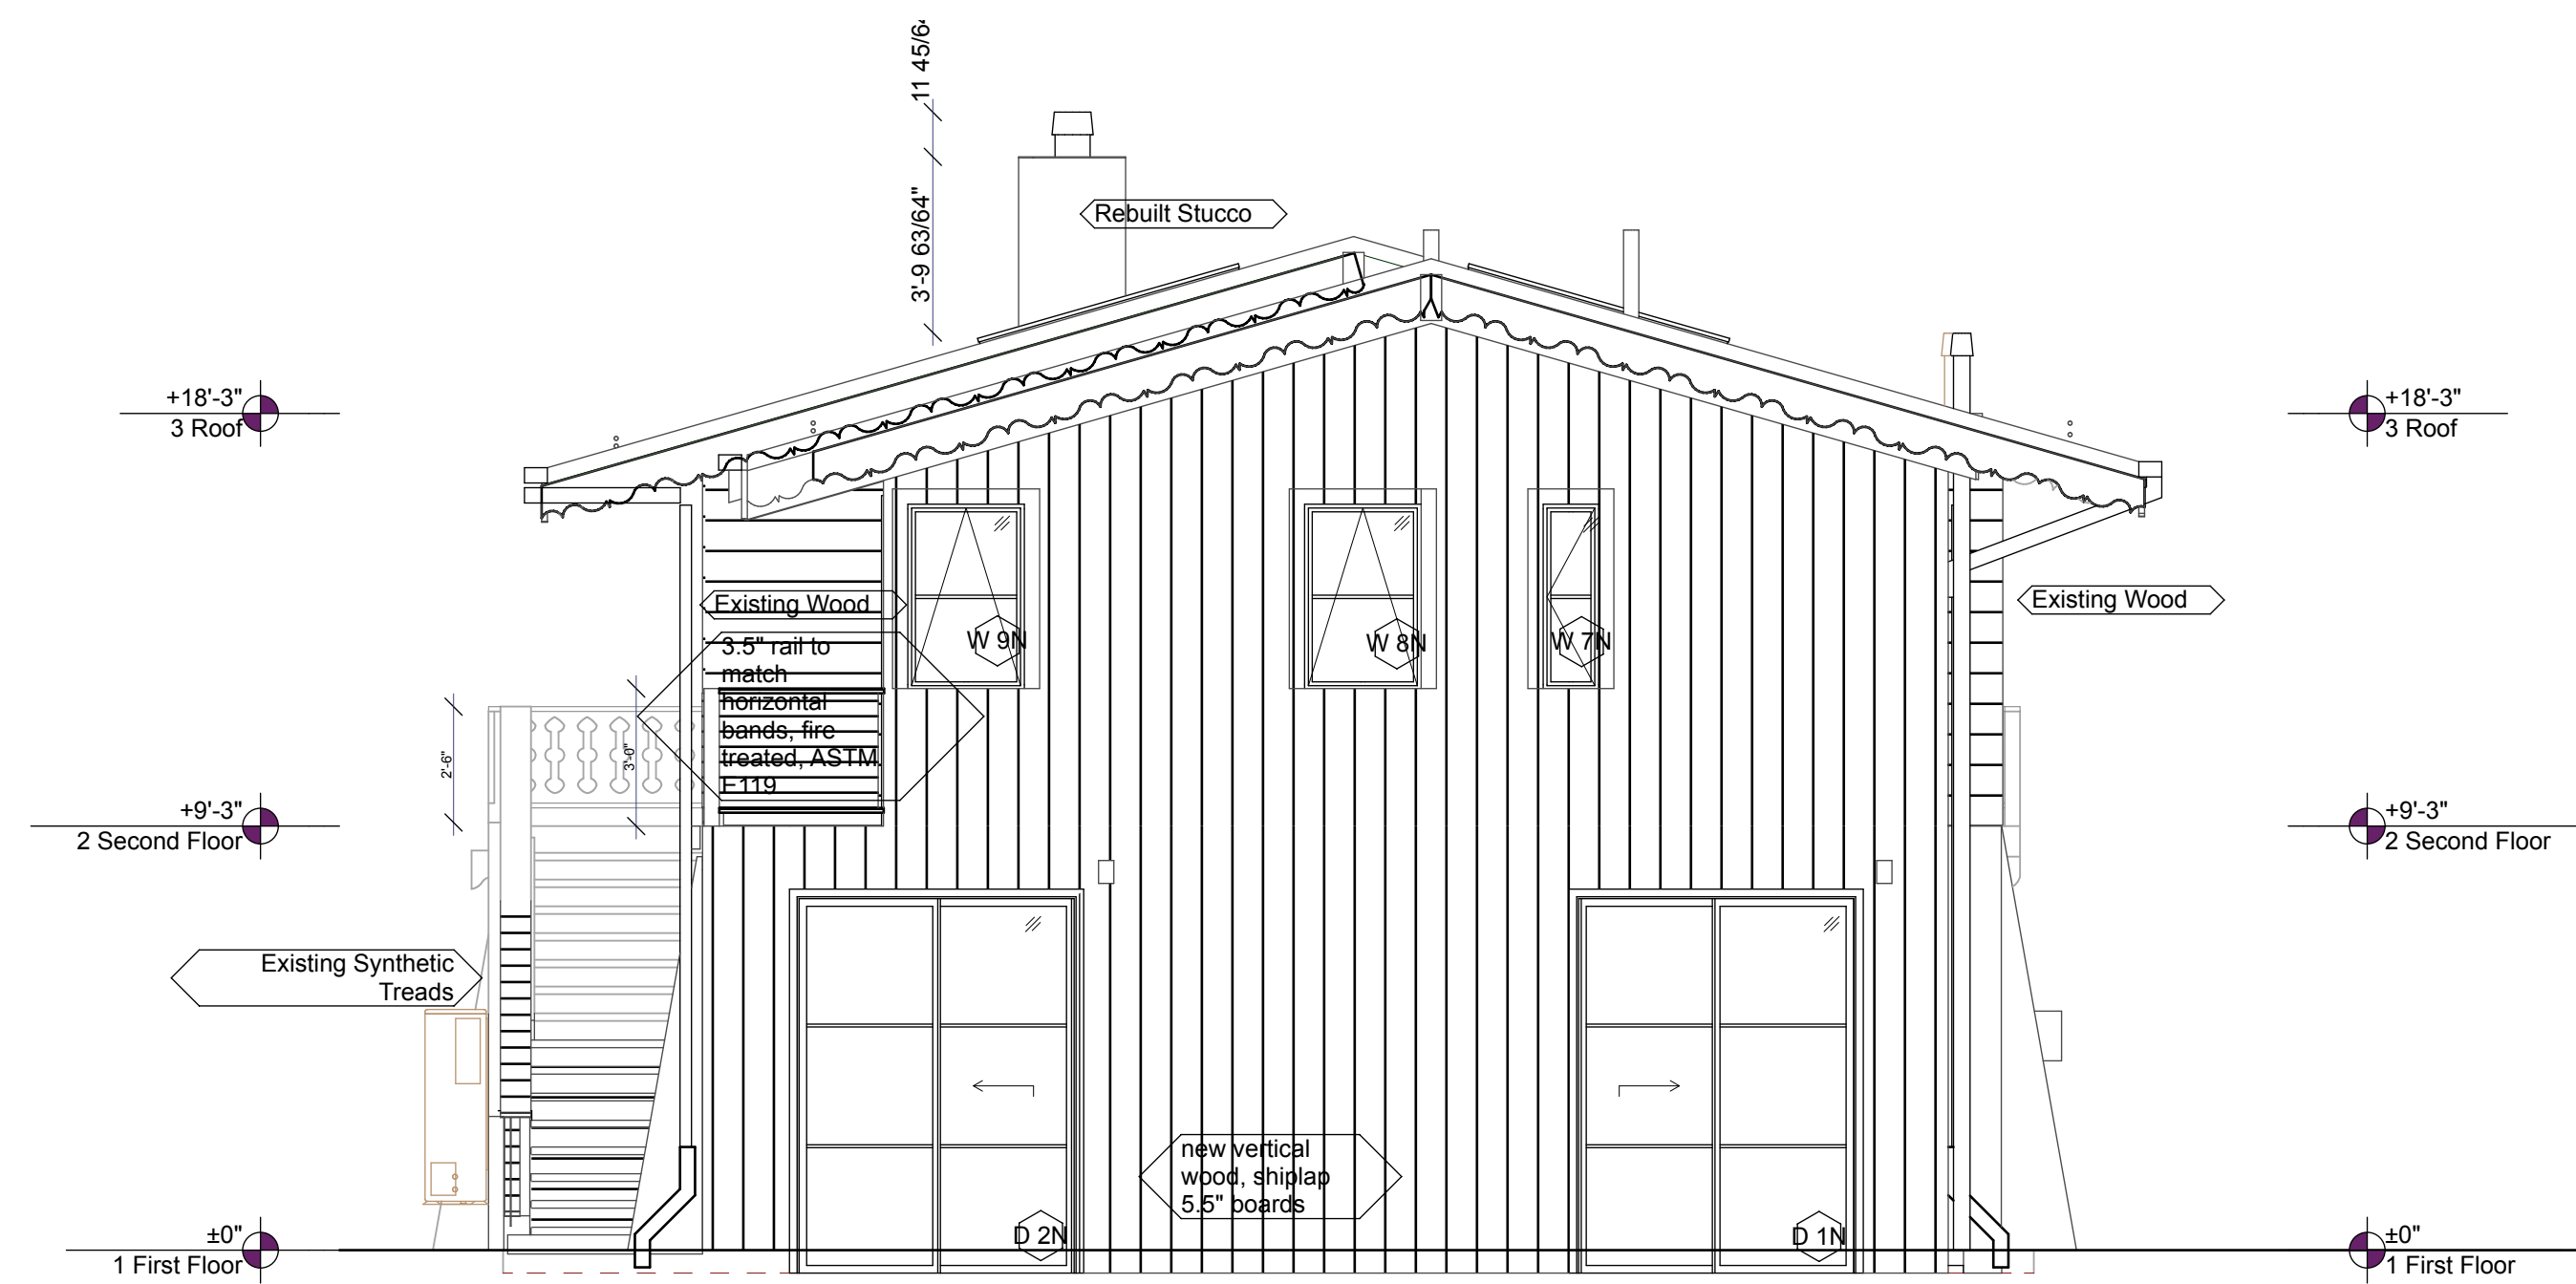 11 45/64
3'-9 63/64"
Rebuilt Stucco
+18'-3"
3 Roof
+18'-3"
3 Roof
Existing Wood
Existing Wood
W 9N
W 8N
W 7N
3.5" rail to
match
horizontal
bands, fire
treated, ASTM
E119
2'-6"
3'-0"
+9'-3"
2 Second Floor
+9'-3"
2 Second Floor
Existing Synthetic
Treads
new vertical
wood, shiplap
5.5" boards
D 2N
D 1N
±0"
1 First Floor
±0"
1 First Floor